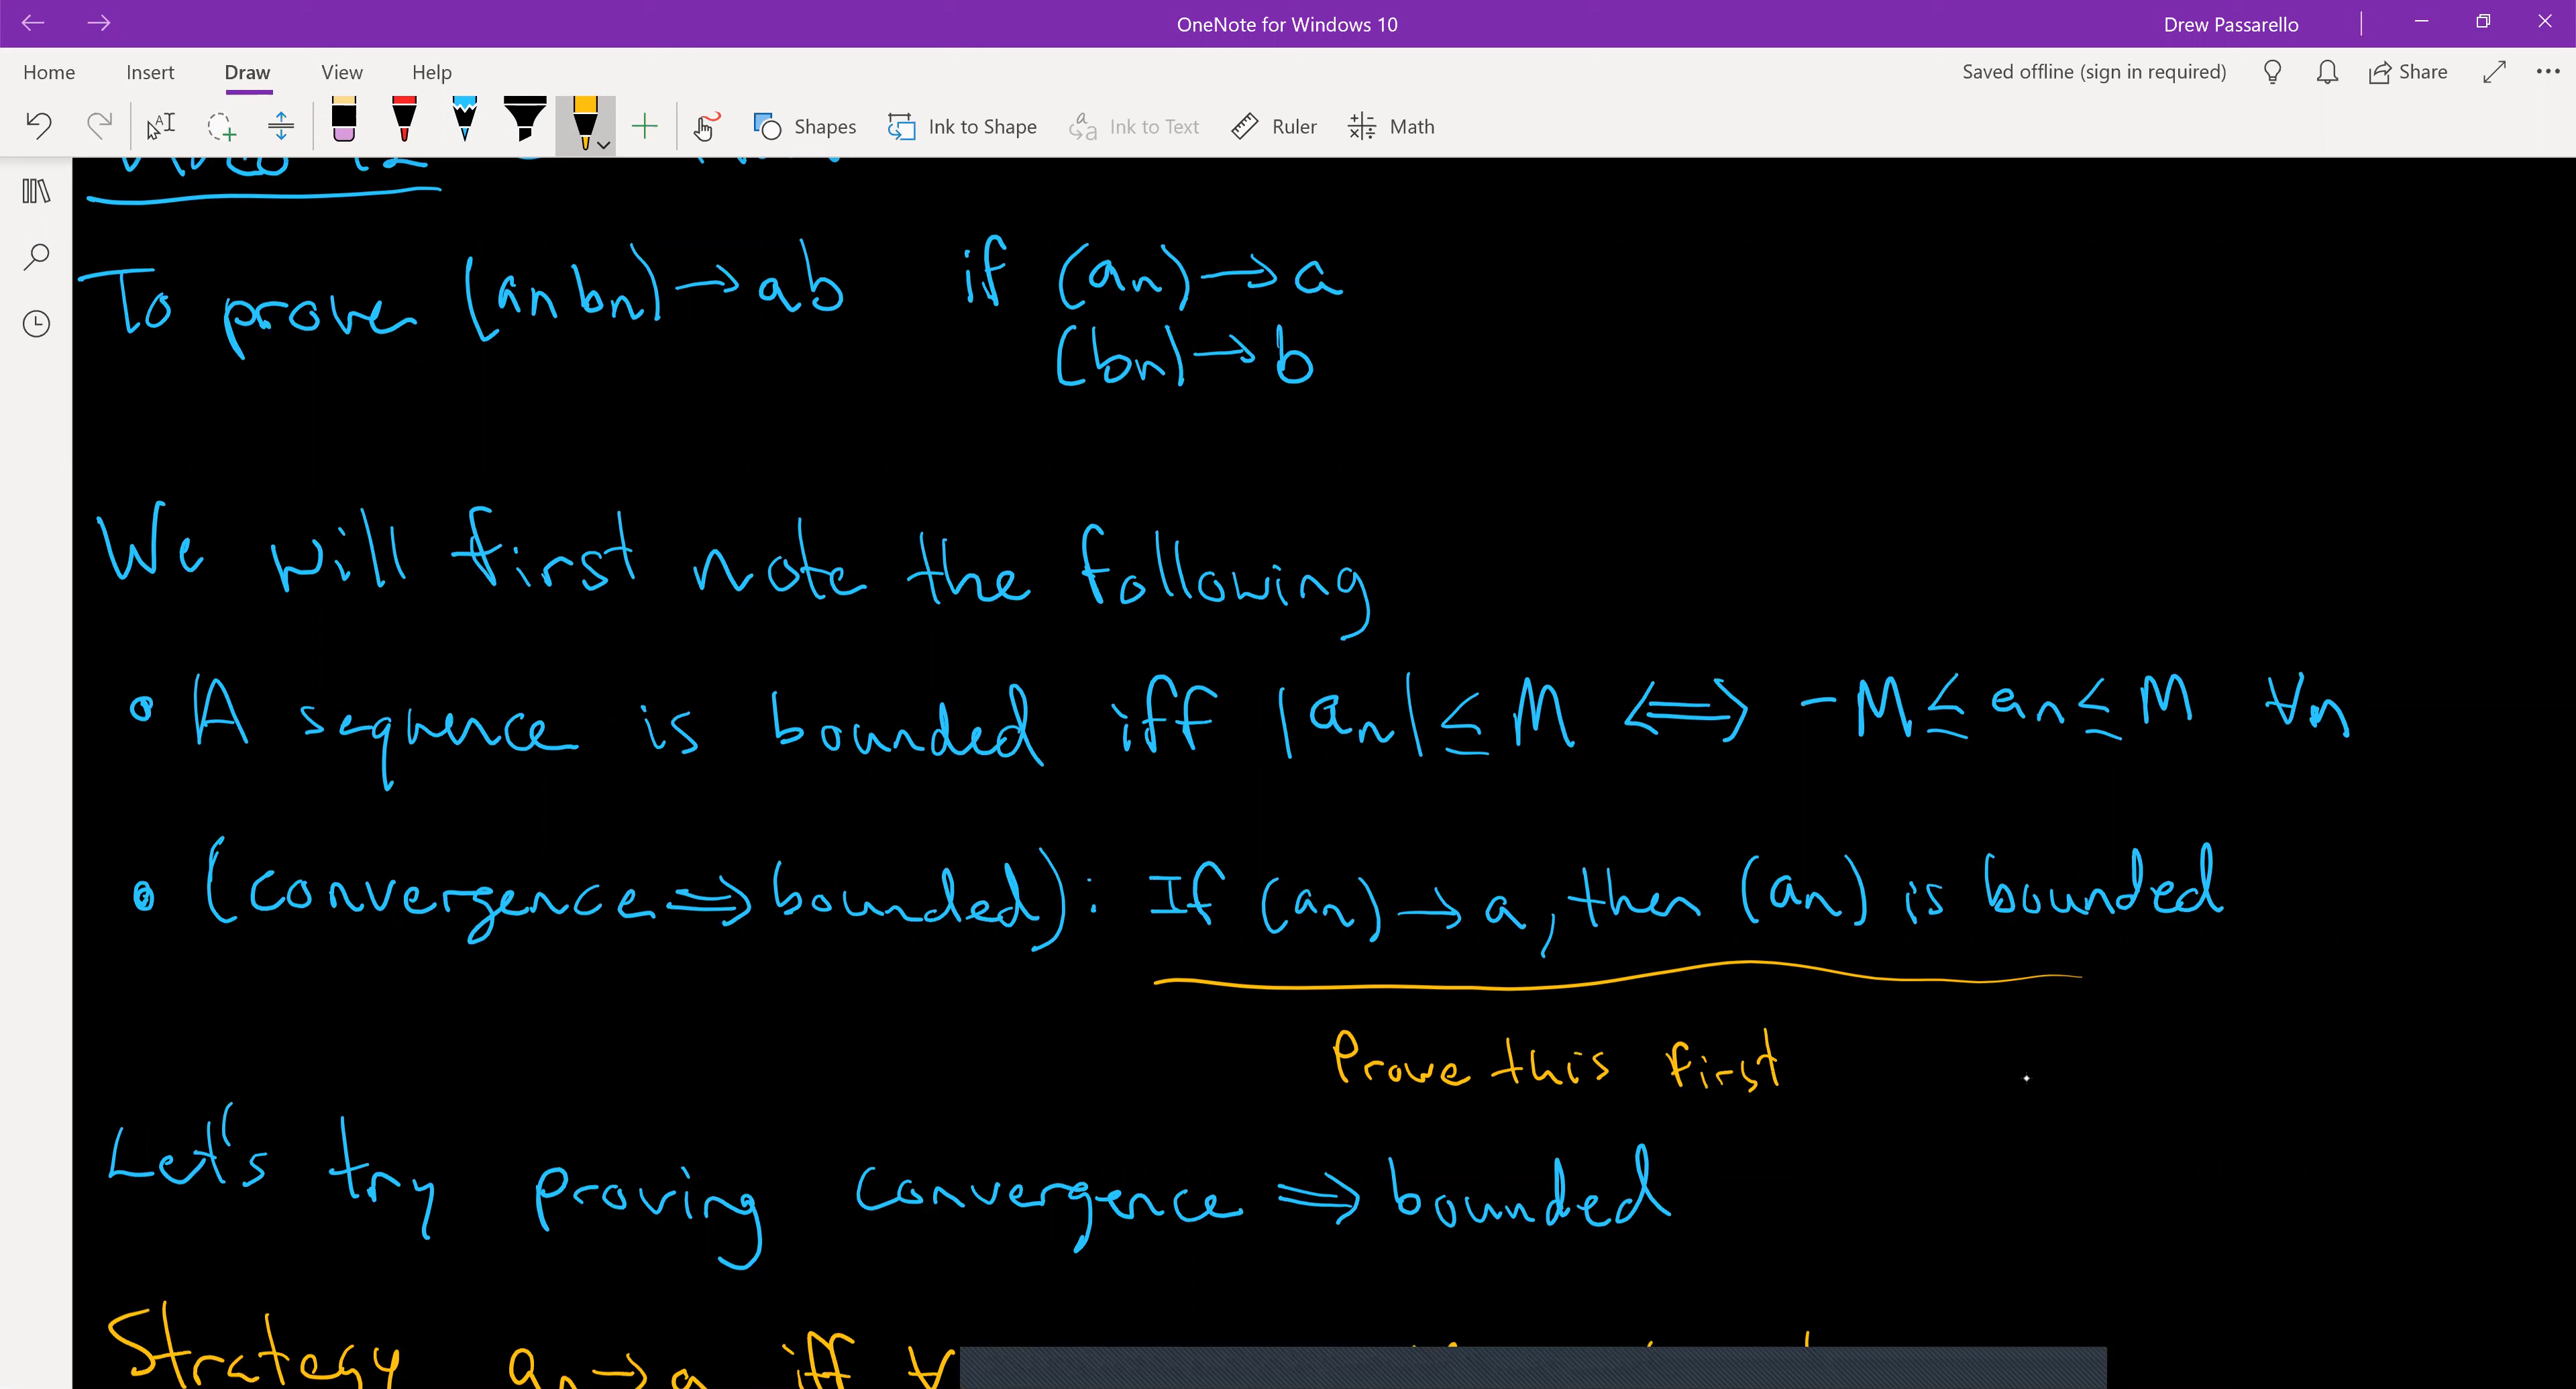 OneNote for Windows 10
Drew Passarello
Home Insert Draw View Help
Saved offline (sign in required)
Share
Shapes
Ink to Shape
Ink to Text
Ruler
Math
To prove (an bn) → ab if (an) → a
(bn) → b
We will first note the following
• A sequence is bounded iff |an| ≤ M ⟺ -M ≤ an ≤ M ∀n
• (convergence ⟹ bounded): If (an) → a, then (an) is bounded
Prove this first
Let's try proving convergence ⟹ bounded
Strategy an → a iff ∀